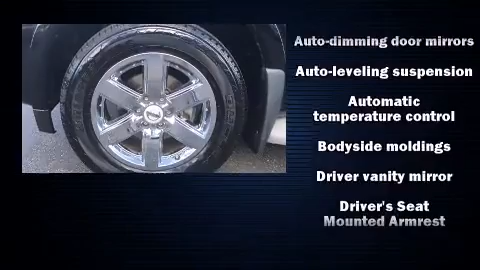 Auto-dimming door mirrors
Auto-leveling suspension
Automatic
temperature control
Bodyside moldings
Driver vanity mirror
Driver's Seat
Mounted Armrest